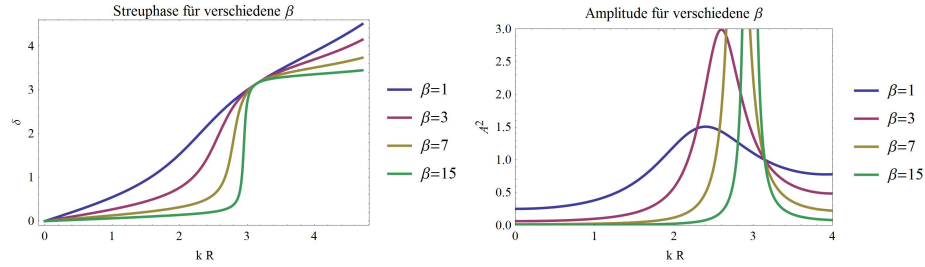 Streuphase für verschiedene β
δ
4
3
2
1
0
0 1 2 3 4
k R
β=1
β=3
β=7
β=15
Amplitude für verschiedene β
A²
3.0
2.5
2.0
1.5
1.0
0.5
0.0
0 1 2 3 4
k R
β=1
β=3
β=7
β=15